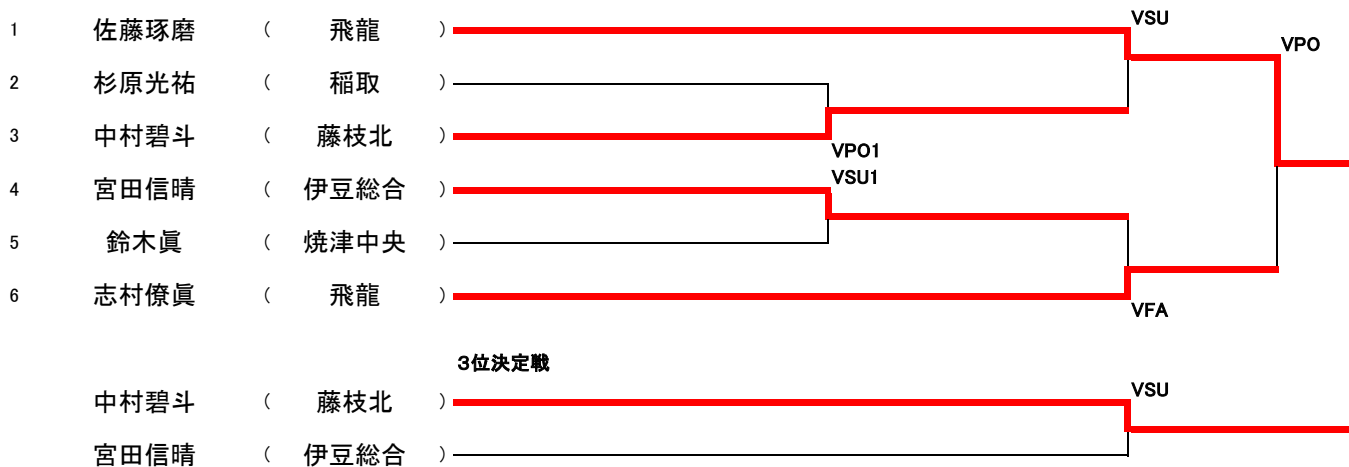 VSU
1 佐藤琢磨 ( 飛龍 )
VPO
2 杉原光祐 ( 稲取 )
3 中村碧斗 ( 藤枝北 )
VPO1
VSU1
4 宮田信晴 ( 伊豆総合 )
5 鈴木眞 ( 焼津中央 )
6 志村僚眞 ( 飛龍 )
VFA
3位決定戦
VSU
中村碧斗 ( 藤枝北 )
宮田信晴 ( 伊豆総合 )